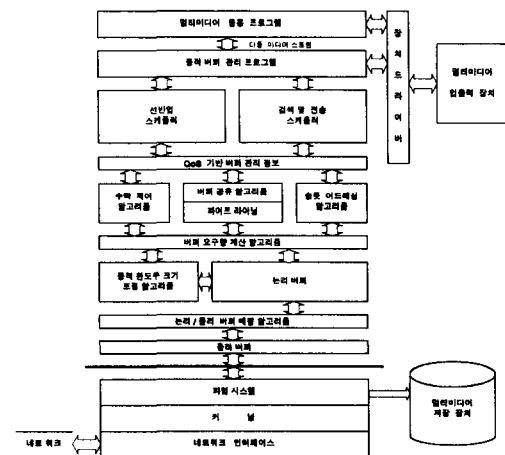 멀티미디어 응용 프로그램
다중 미디어 스트림
동적 버퍼 관리 프로그램
장치드라이버
멀티미디어
입출력 장치
선반입
스케줄러
검색 및 전송
스케줄러
QoS 기반 버퍼 관리 정보
수락 제어
알고리즘
버퍼 공유 알고리즘
파이프 라이닝
슬롯 어드레싱
알고리즘
버퍼 요구량 계산 알고리즘
동적 윈도우 크기
조절 알고리즘
논리 버퍼
논리 / 물리 버퍼 매핑 알고리즘
물리 버퍼
파일 시스템
커 널
네트워크
네트워크 인터페이스
멀티미디어
저장 장치